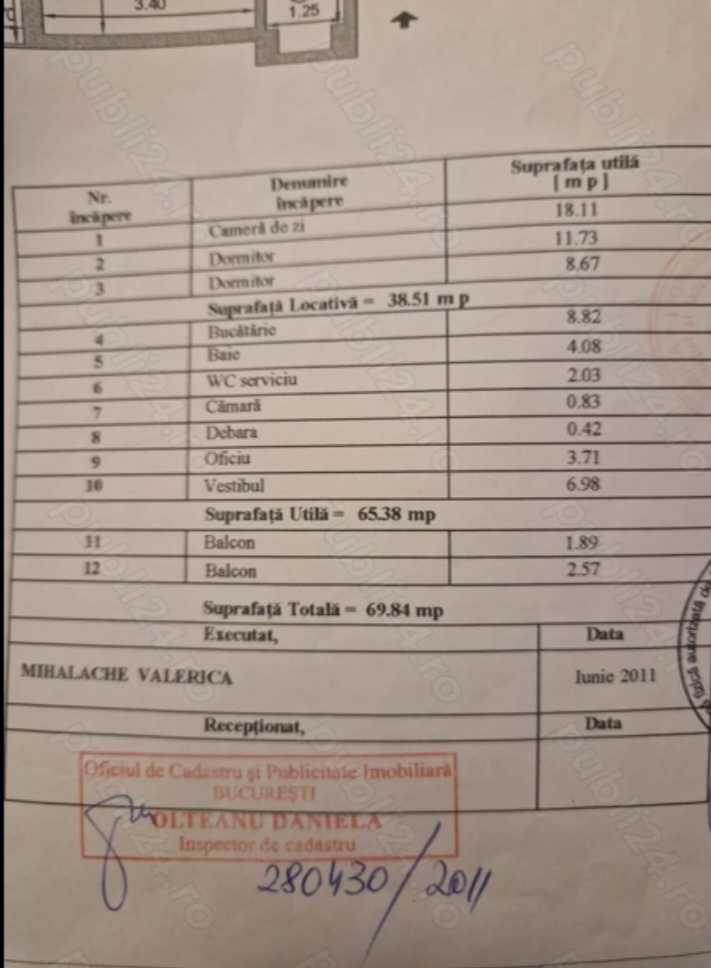 3.40
1.25
Nr. încăpere Denumire încăpere Suprafața utilă [ m p ]
1 Cameră de zi 18.11
2 Dormitor 11.73
3 Dormitor 8.67
Suprafață Locativă = 38.51 m p
4 Bucătărie 8.82
5 Baie 4.08
6 WC serviciu 2.03
7 Cămară 0.83
8 Debara 0.42
9 Oficiu 3.71
10 Vestibul 6.98
Suprafață Utilă = 65.38 mp
11 Balcon 1.89
12 Balcon 2.57
Suprafață Totală = 69.84 mp
Executat, Data
MIHALACHE VALERICA Iunie 2011
Recepționat, Data
Oficiul de Cadastru și Publicitate Imobiliară
BUCUREȘTI
OLTEANU DANIELA
Inspector de cadastru
280430/2011
fizică autorizată de
publi24.ro